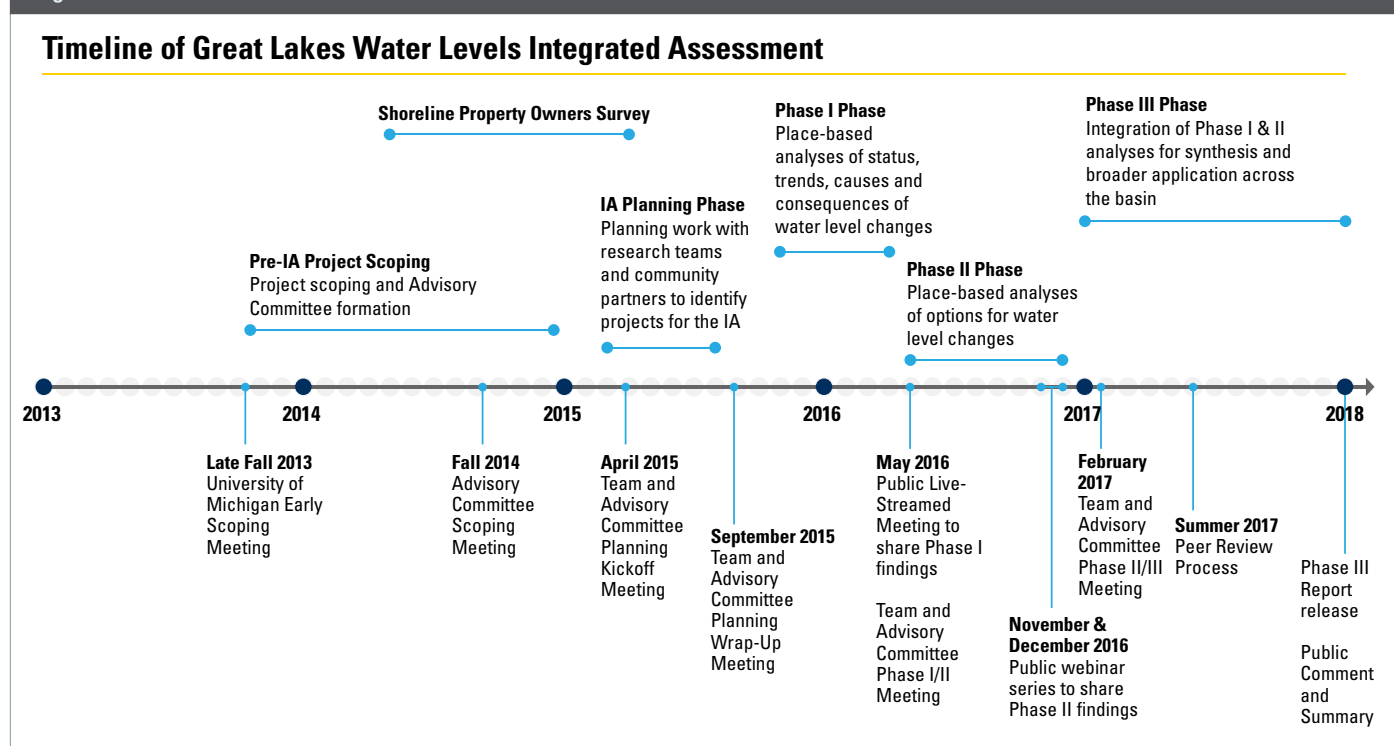 Timeline of Great Lakes Water Levels Integrated Assessment
Shoreline Property Owners Survey
Phase I Phase
Place-based
analyses of status,
trends, causes and
consequences of
water level changes
Phase III Phase
Integration of Phase I & II
analyses for synthesis and
broader application across
the basin
IA Planning Phase
Planning work with
research teams
and community
partners to identify
projects for the IA
Pre-IA Project Scoping
Project scoping and Advisory
Committee formation
Phase II Phase
Place-based analyses
of options for water
level changes
2013
2014
2015
2016
2017
2018
Late Fall 2013
University of
Michigan Early
Scoping
Meeting
Fall 2014
Advisory
Committee
Scoping
Meeting
April 2015
Team and
Advisory
Committee
Planning
Kickoff
Meeting
September 2015
Team and
Advisory
Committee
Planning
Wrap-Up
Meeting
May 2016
Public Live-
Streamed
Meeting to
share Phase I
findings
Team and
Advisory
Committee
Phase I/II
Meeting
November &
December 2016
Public webinar
series to share
Phase II findings
February
2017
Team and
Advisory
Committee
Phase II/III
Meeting
Summer 2017
Peer Review
Process
Phase III
Report
release
Public
Comment
and
Summary